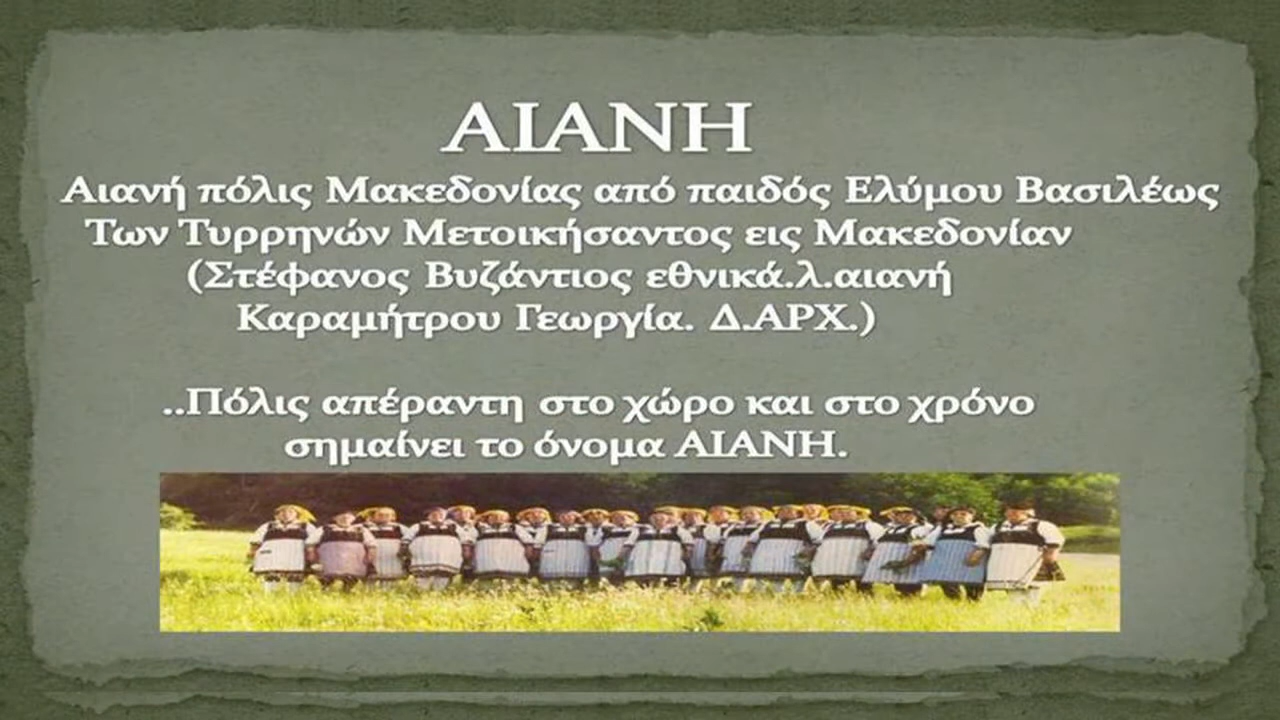 ΑΙΑΝΗ
Αιανή πόλις Μακεδονίας από παιδός Ελύμου Βασιλέως
Των Τυρρηνών Μετοικήσαντος εις Μακεδονίαν
(Στέφανος Βυζάντιος εθνικά.λ.αιανή
Καραμήτρου Γεωργία. Δ.ΑΡΧ.)
..Πόλις απέραντη στο χώρο και στο χρόνο
σημαίνει το όνομα ΑΙΑΝΗ.